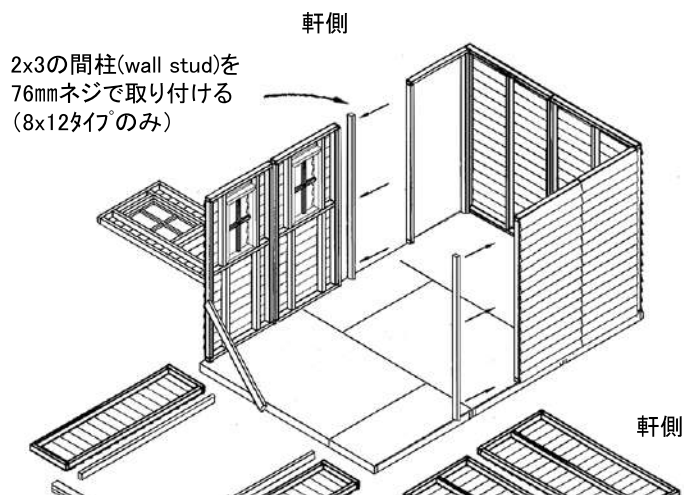 軒側
2x3の間柱(wall stud)を
76mmネジで取り付ける
(8x12ﾀｲﾌﾟのみ)
軒側